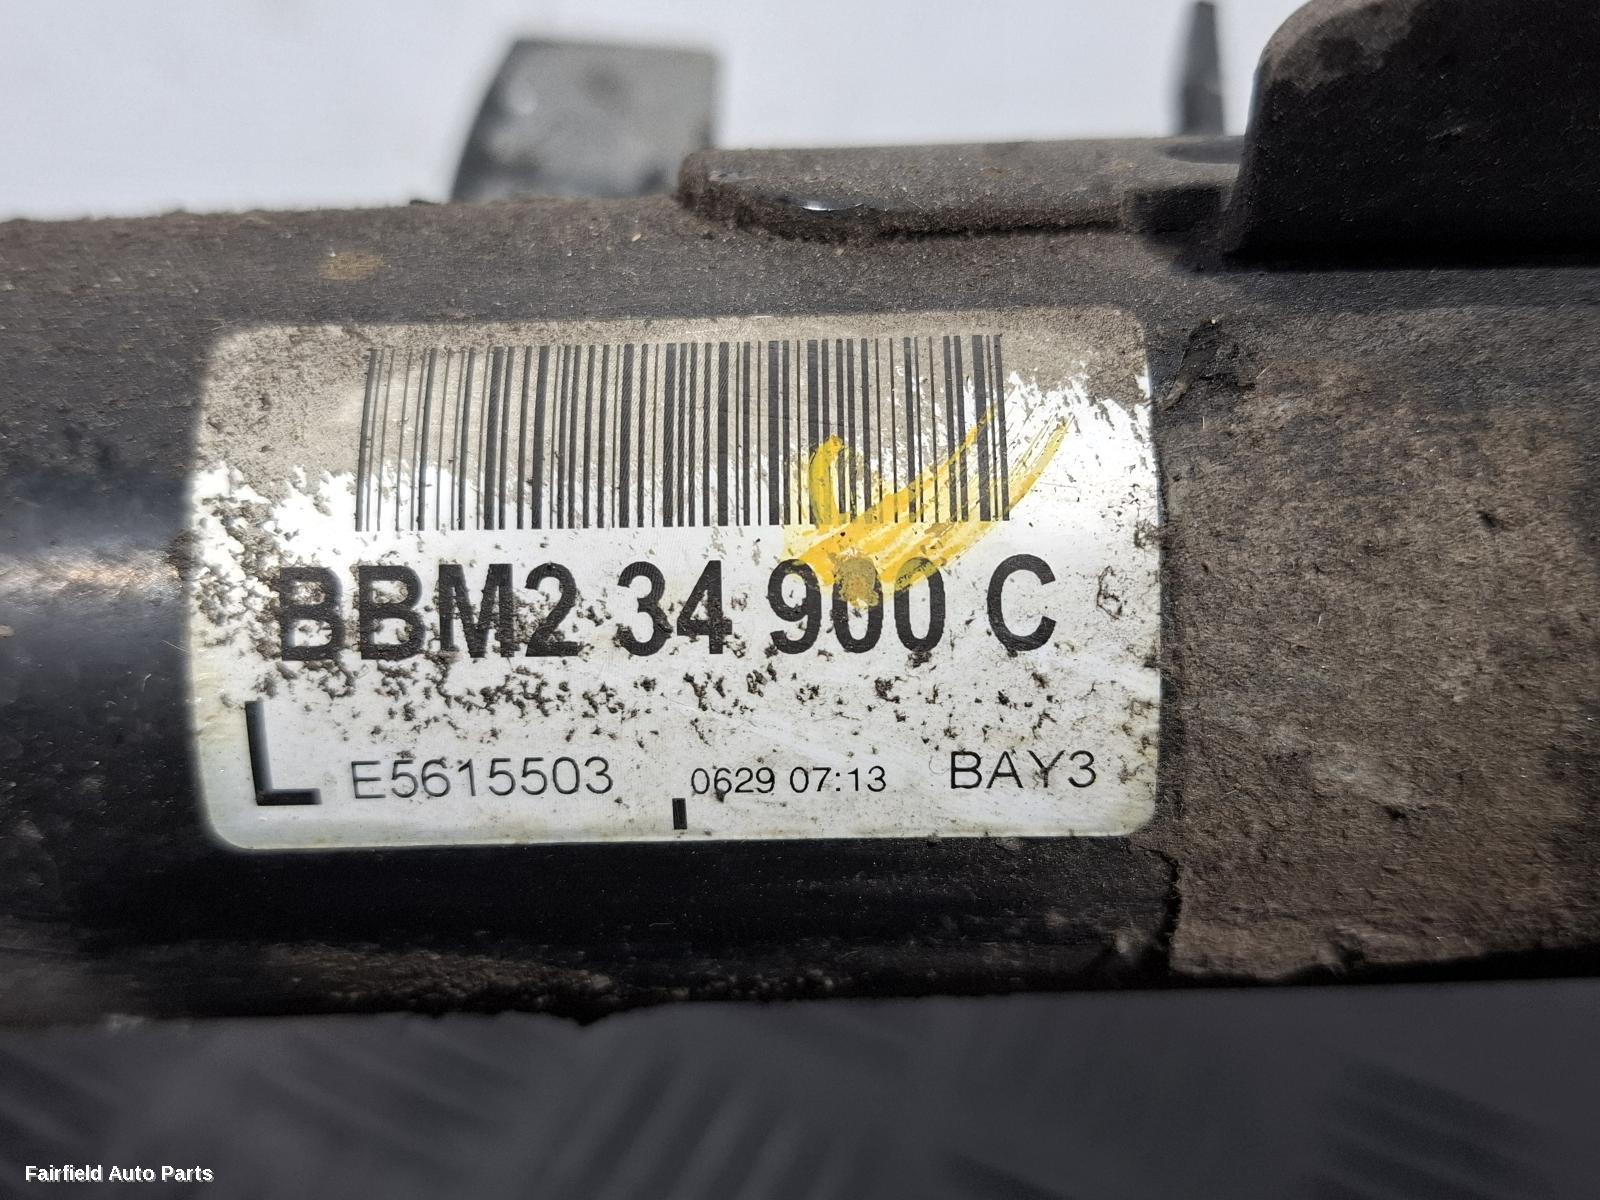 BBM2 34 900 C
L E5615503 0629 07:13 BAY3
Fairfield Auto Parts